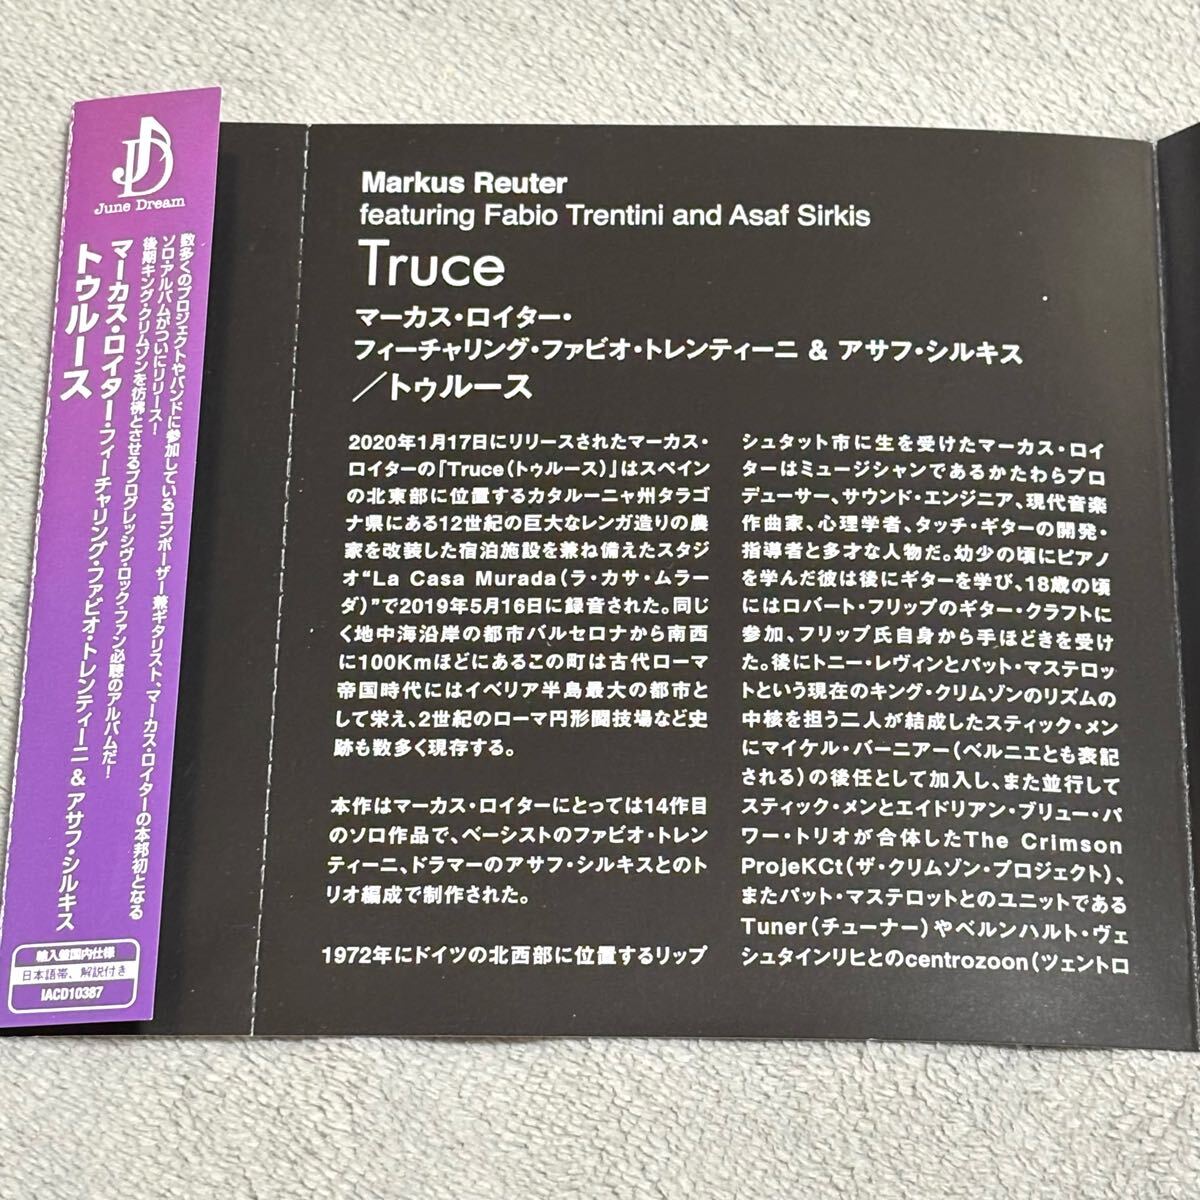 June Dream
数多くのプロジェクトやバンドに参加しているコンポーザー兼ギタリスト、マーカス・ロイターの本邦初となる
ソロ・アルバムがついにリリース!
後期キング・クリムゾンを彷彿とさせるプログレッシヴ・ロック・ファン必聴のアルバムだ!
マーカス・ロイター・フィーチャリング・ファビオ・トレンティーニ & アサフ・シルキス
トゥルース
輸入盤国内仕様
日本語帯、解説付き
IACD10387
Markus Reuter
featuring Fabio Trentini and Asaf Sirkis
Truce
マーカス・ロイター・
フィーチャリング・ファビオ・トレンティーニ & アサフ・シルキス
/トゥルース
2020年1月17日にリリースされたマーカス・
ロイターの『Truce(トゥルース)』はスペイン
の北東部に位置するカタルーニャ州タラゴ
ナ県にある12世紀の巨大なレンガ造りの農
家を改装した宿泊施設を兼ね備えたスタジ
オ“La Casa Murada(ラ・カサ・ムラー
ダ)”で2019年5月16日に録音された。同じ
く地中海沿岸の都市バルセロナから南西
に100Kmほどにあるこの町は古代ローマ
帝国時代にはイベリア半島最大の都市と
して栄え、2世紀のローマ円形闘技場など史
跡も数多く現存する。
本作はマーカス・ロイターにとっては14作目
のソロ作品で、ベーシストのファビオ・トレン
ティーニ、ドラマーのアサフ・シルキスとのト
リオ編成で制作された。
1972年にドイツの北西部に位置するリップ
シュタット市に生を受けたマーカス・ロイ
ターはミュージシャンであるかたわらプロ
デューサー、サウンド・エンジニア、現代音楽
作曲家、心理学者、タッチ・ギターの開発・
指導者と多才な人物だ。幼少の頃にピアノ
を学んだ彼は後にギターを学び、18歳の頃
にはロバート・フリップのギター・クラフトに
参加、フリップ氏自身から手ほどきを受け
た。後にトニー・レヴィンとパット・マステロッ
トという現在のキング・クリムゾンのリズムの
中核を担う二人が結成したスティック・メン
にマイケル・バーニアー(ベルニエとも表記
される)の後任として加入し、また並行して
スティック・メンとエイドリアン・ブリュー・パ
ワー・トリオが合体したThe Crimson
ProjeKCt(ザ・クリムゾン・プロジェクト)、
またパット・マステロットとのユニットである
Tuner(チューナー)やベルンハルト・ヴェ
シュタインリヒとのcentrozoon(ツェントロ